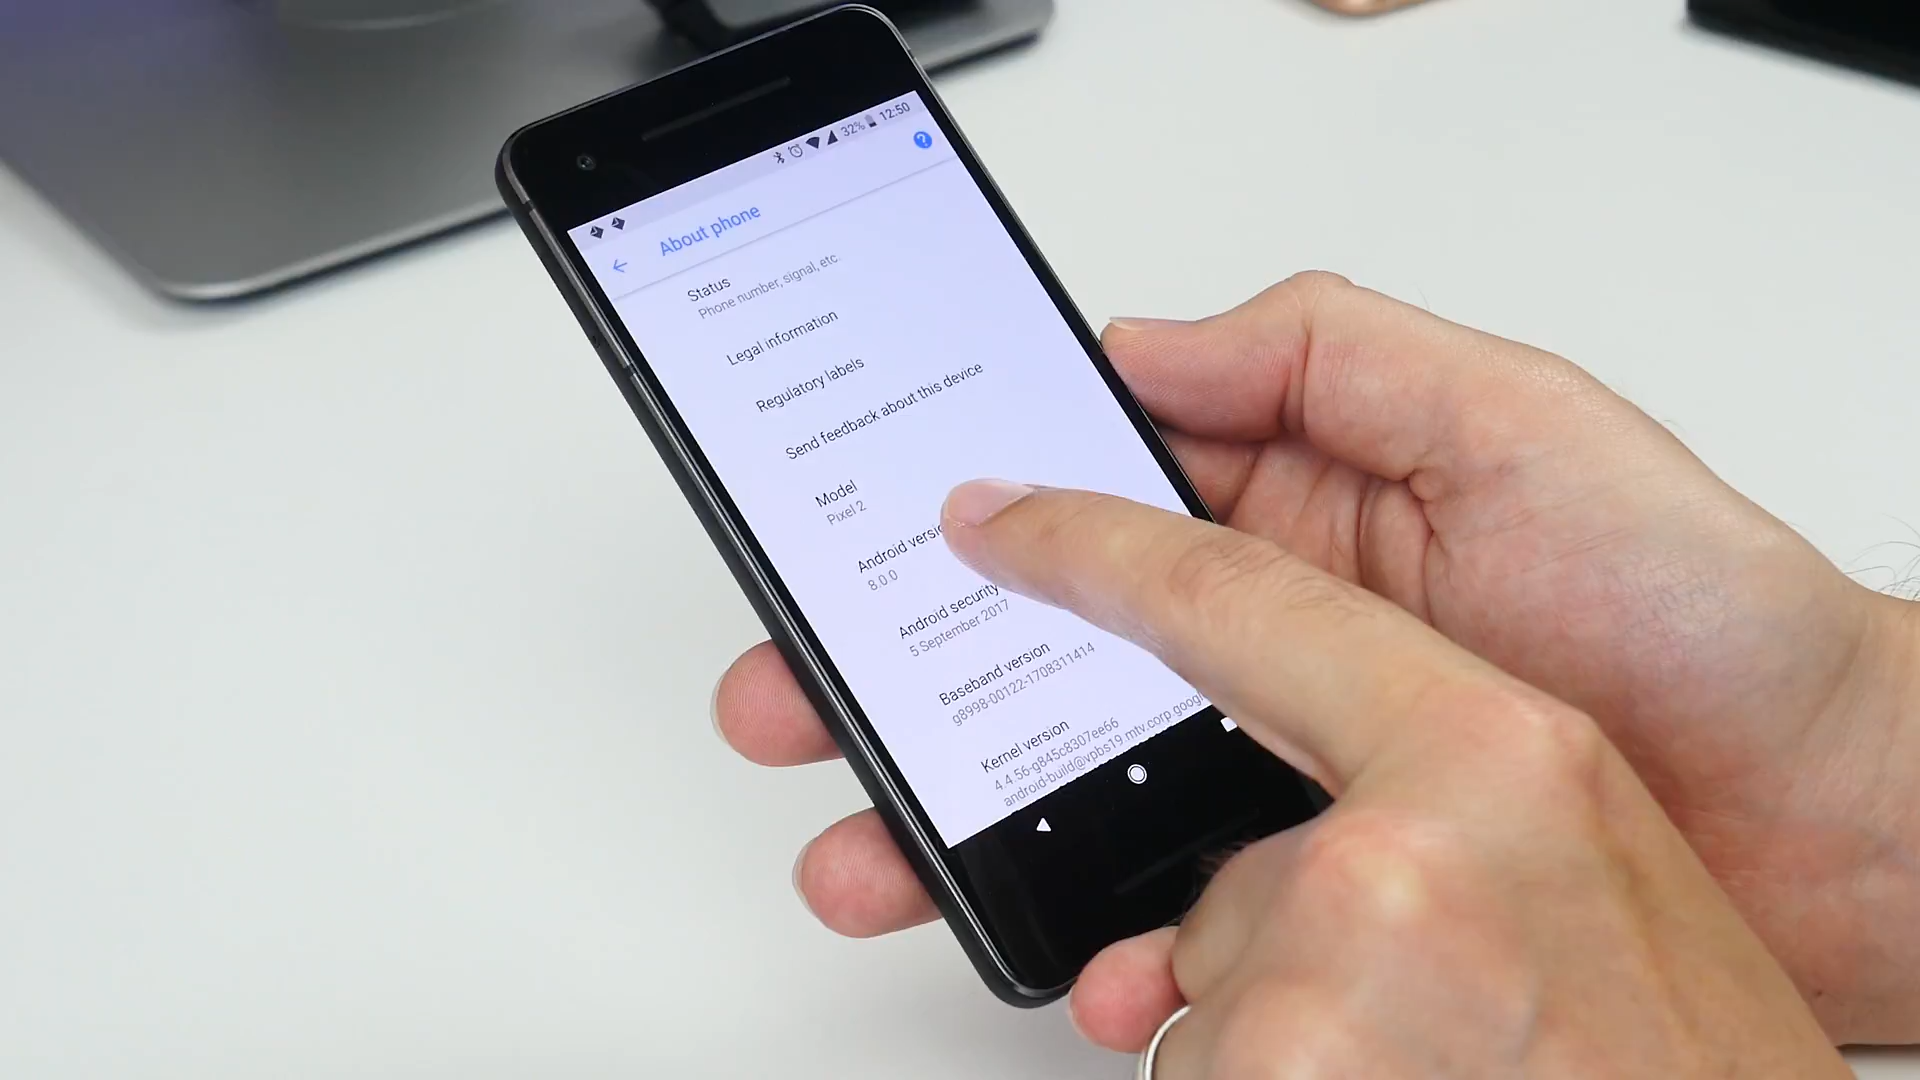 32% 12:50
?
About phone
Status
Phone number, signal, etc.
Legal information
Regulatory labels
Send feedback about this device
Model
Pixel 2
Android versio
8.0.0
Android security
5 September 2017
Baseband version
g8998-00122-1708311414
Kernel version
4.4.56-g845c8307ee66
android-build@vpbs19.mtv.corp.googl